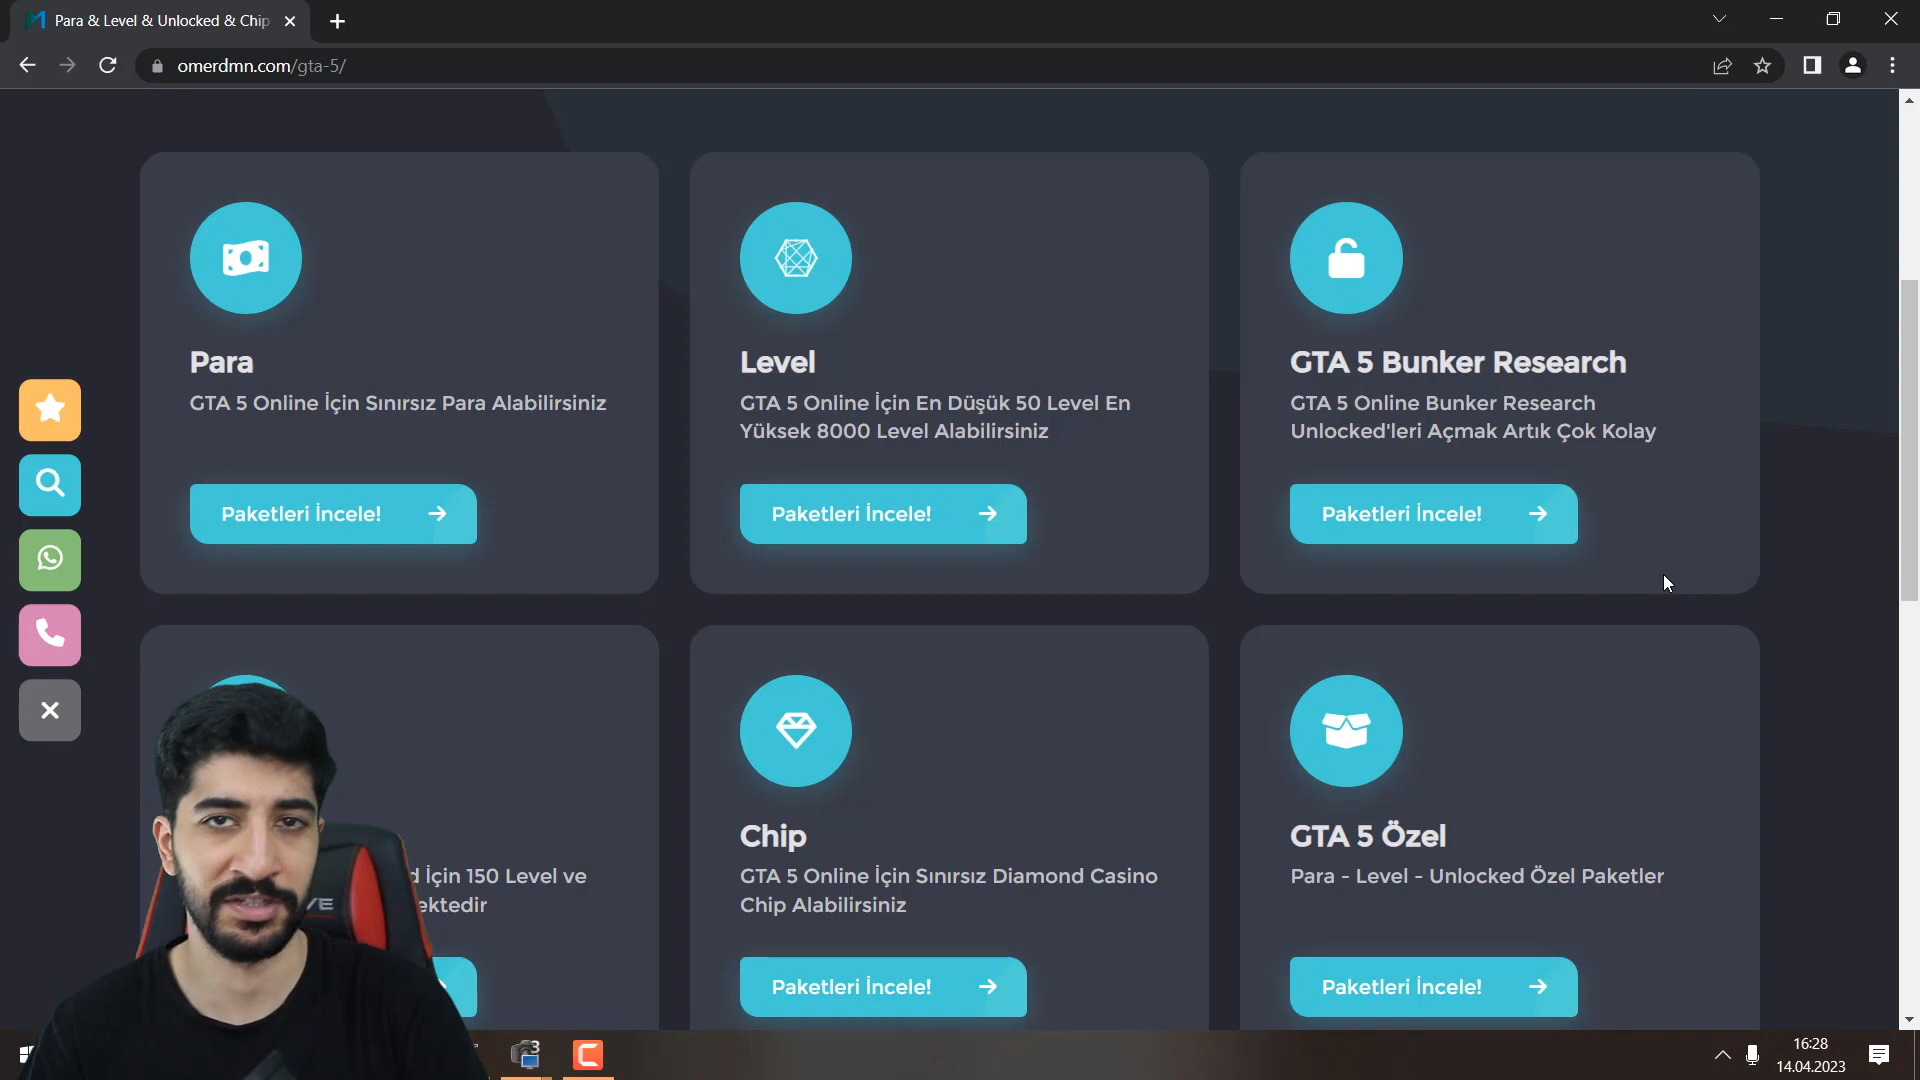 Para & Level & Unlocked & Chip
omerdmn.com/gta-5/
Para
GTA 5 Online İçin Sınırsız Para Alabilirsiniz
Paketleri İncele!
Level
GTA 5 Online İçin En Düşük 50 Level En
Yüksek 8000 Level Alabilirsiniz
Paketleri İncele!
GTA 5 Bunker Research
GTA 5 Online Bunker Research
Unlocked'leri Açmak Artık Çok Kolay
Paketleri İncele!
İçin 150 Level ve
Chip
GTA 5 Online İçin Sınırsız Diamond Casino
Chip Alabilirsiniz
Paketleri İncele!
GTA 5 Özel
Para - Level - Unlocked Özel Paketler
Paketleri İncele!
3
16:28
14.04.2023